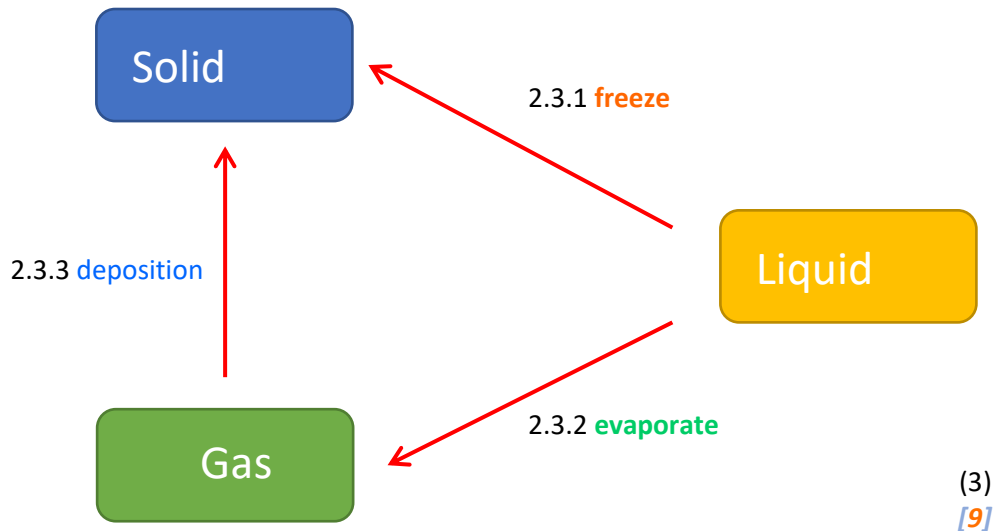 Solid
2.3.1 freeze
2.3.3 deposition
Liquid
2.3.2 evaporate
Gas
(3)
[9]